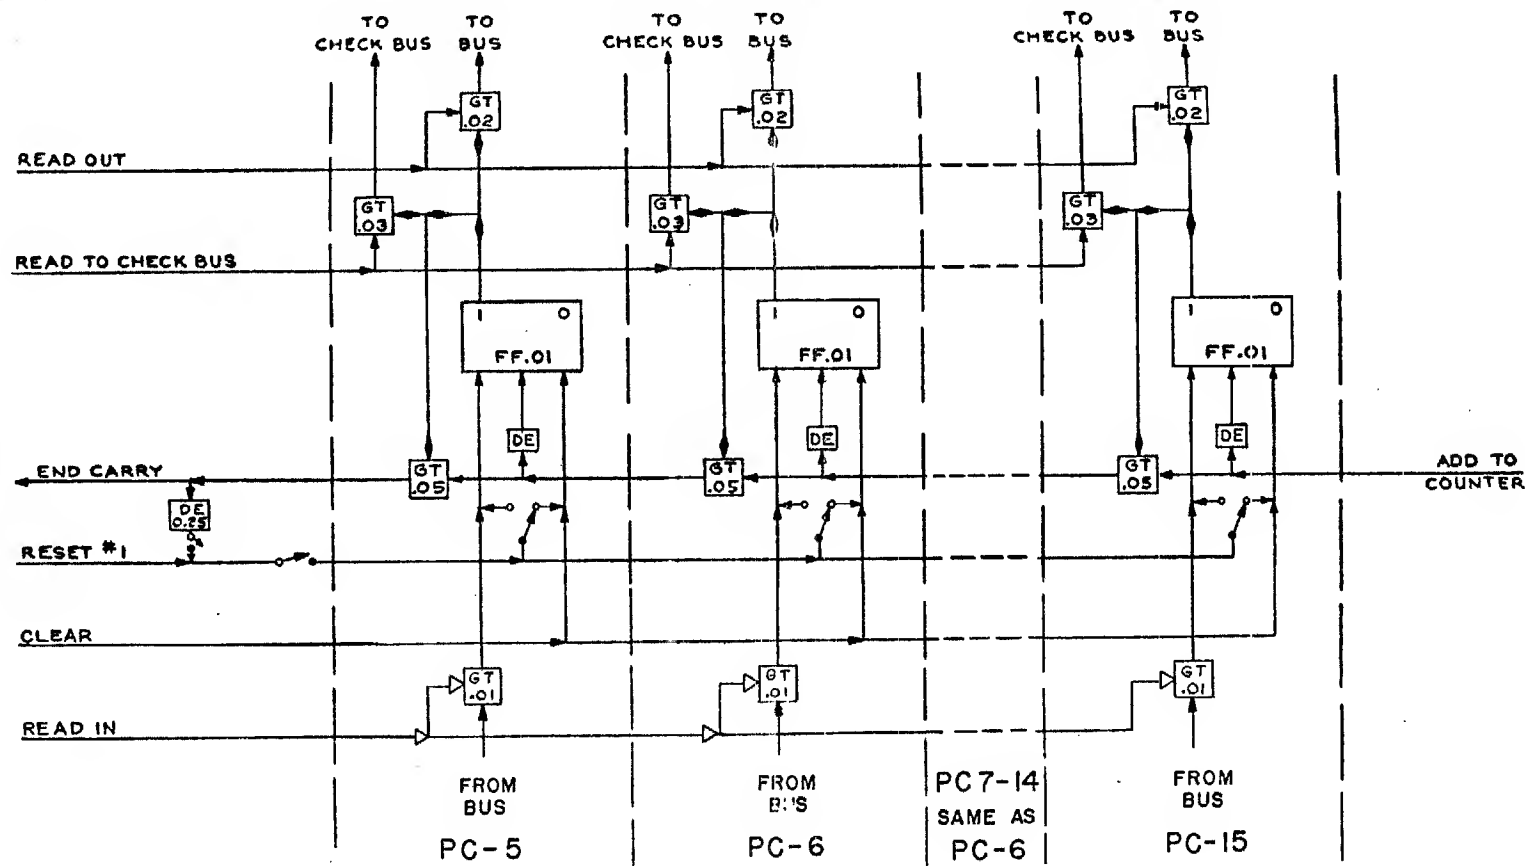 TO
CHECK BUS
TO
BUS
TO
CHECK BUS
TO
BUS
TO
CHECK BUS
TO
BUS
GT
.02
GT
.02
GT
.02
READ OUT
GT
.03
GT
.03
GT
.03
READ TO CHECK BUS
1 0
FF.01
1 0
FF.01
1 0
FF.01
DE
DE
DE
END CARRY
GT
.05
GT
.05
GT
.05
ADD TO
COUNTER
DE
0.25
RESET #1
CLEAR
GT
.01
GT
.01
GT
.01
READ IN
FROM
BUS
FROM
BUS
FROM
BUS
PC-5
PC-6
PC 7-14
SAME AS
PC-6
PC-15